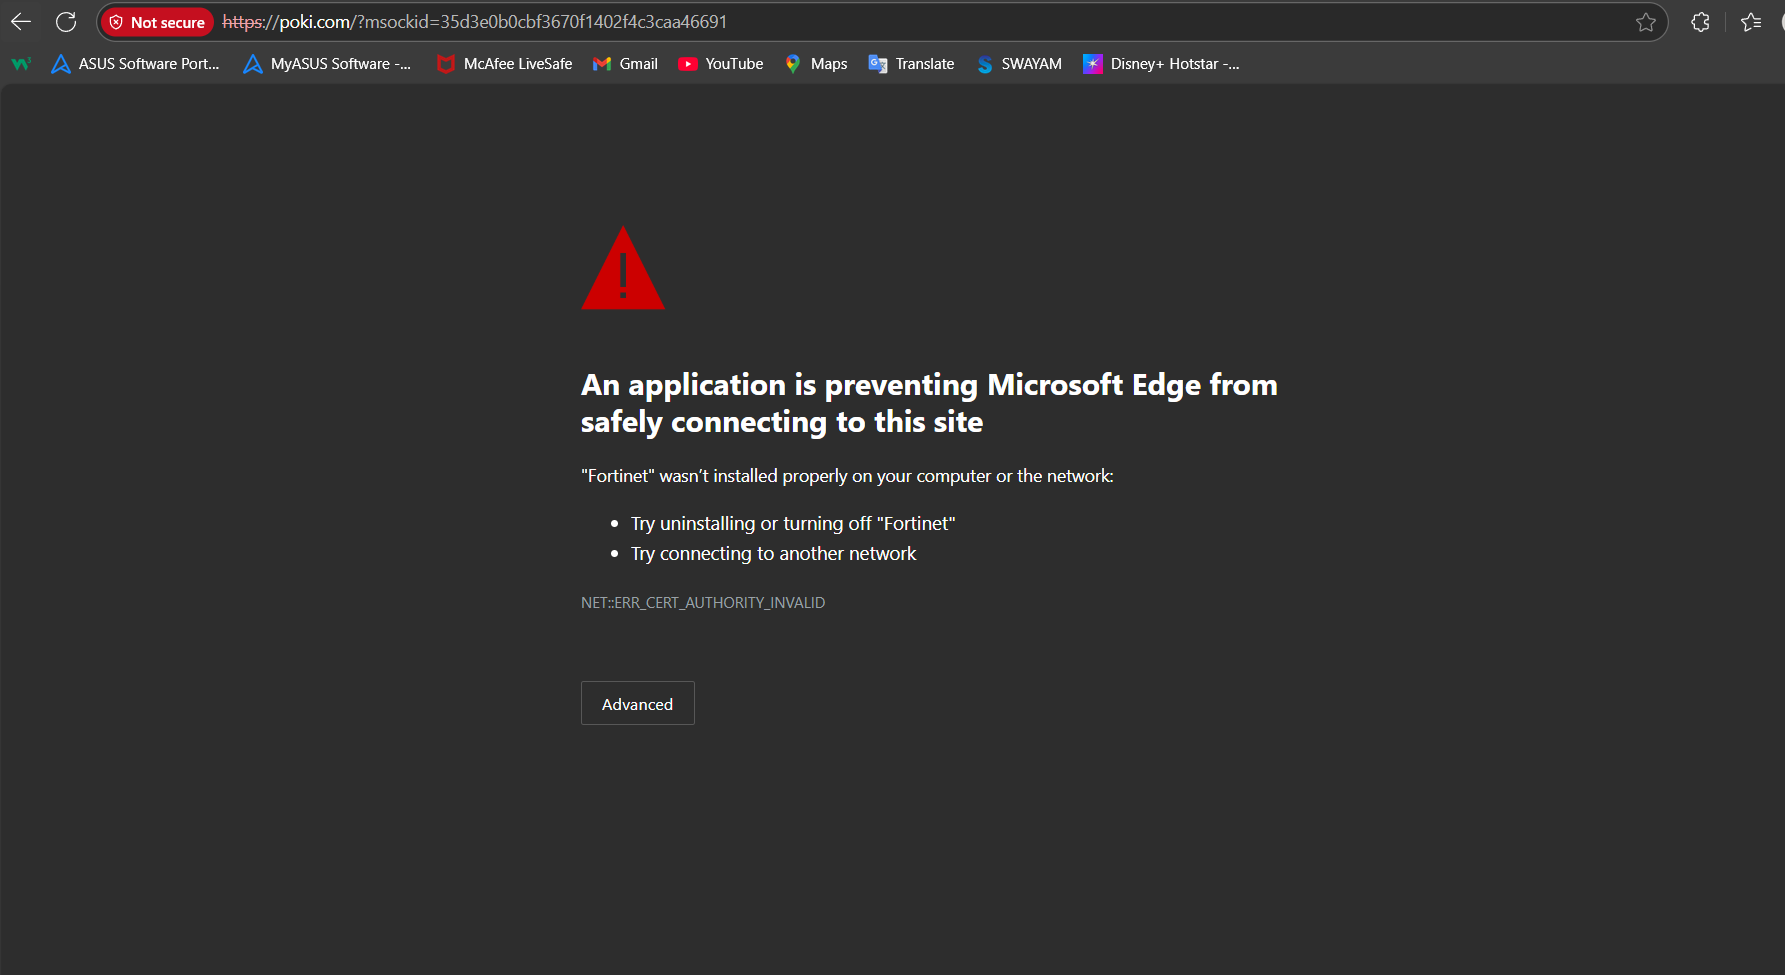 Not secure https://poki.com/?msockid=35d3e0b0cbf3670f1402f4c3caa46691
ASUS Software Port... MyASUS Software -... McAfee LiveSafe Gmail YouTube Maps Translate SWAYAM Disney+ Hotstar -...
An application is preventing Microsoft Edge from
safely connecting to this site
"Fortinet" wasn’t installed properly on your computer or the network:
• Try uninstalling or turning off "Fortinet"
• Try connecting to another network
NET::ERR_CERT_AUTHORITY_INVALID
Advanced